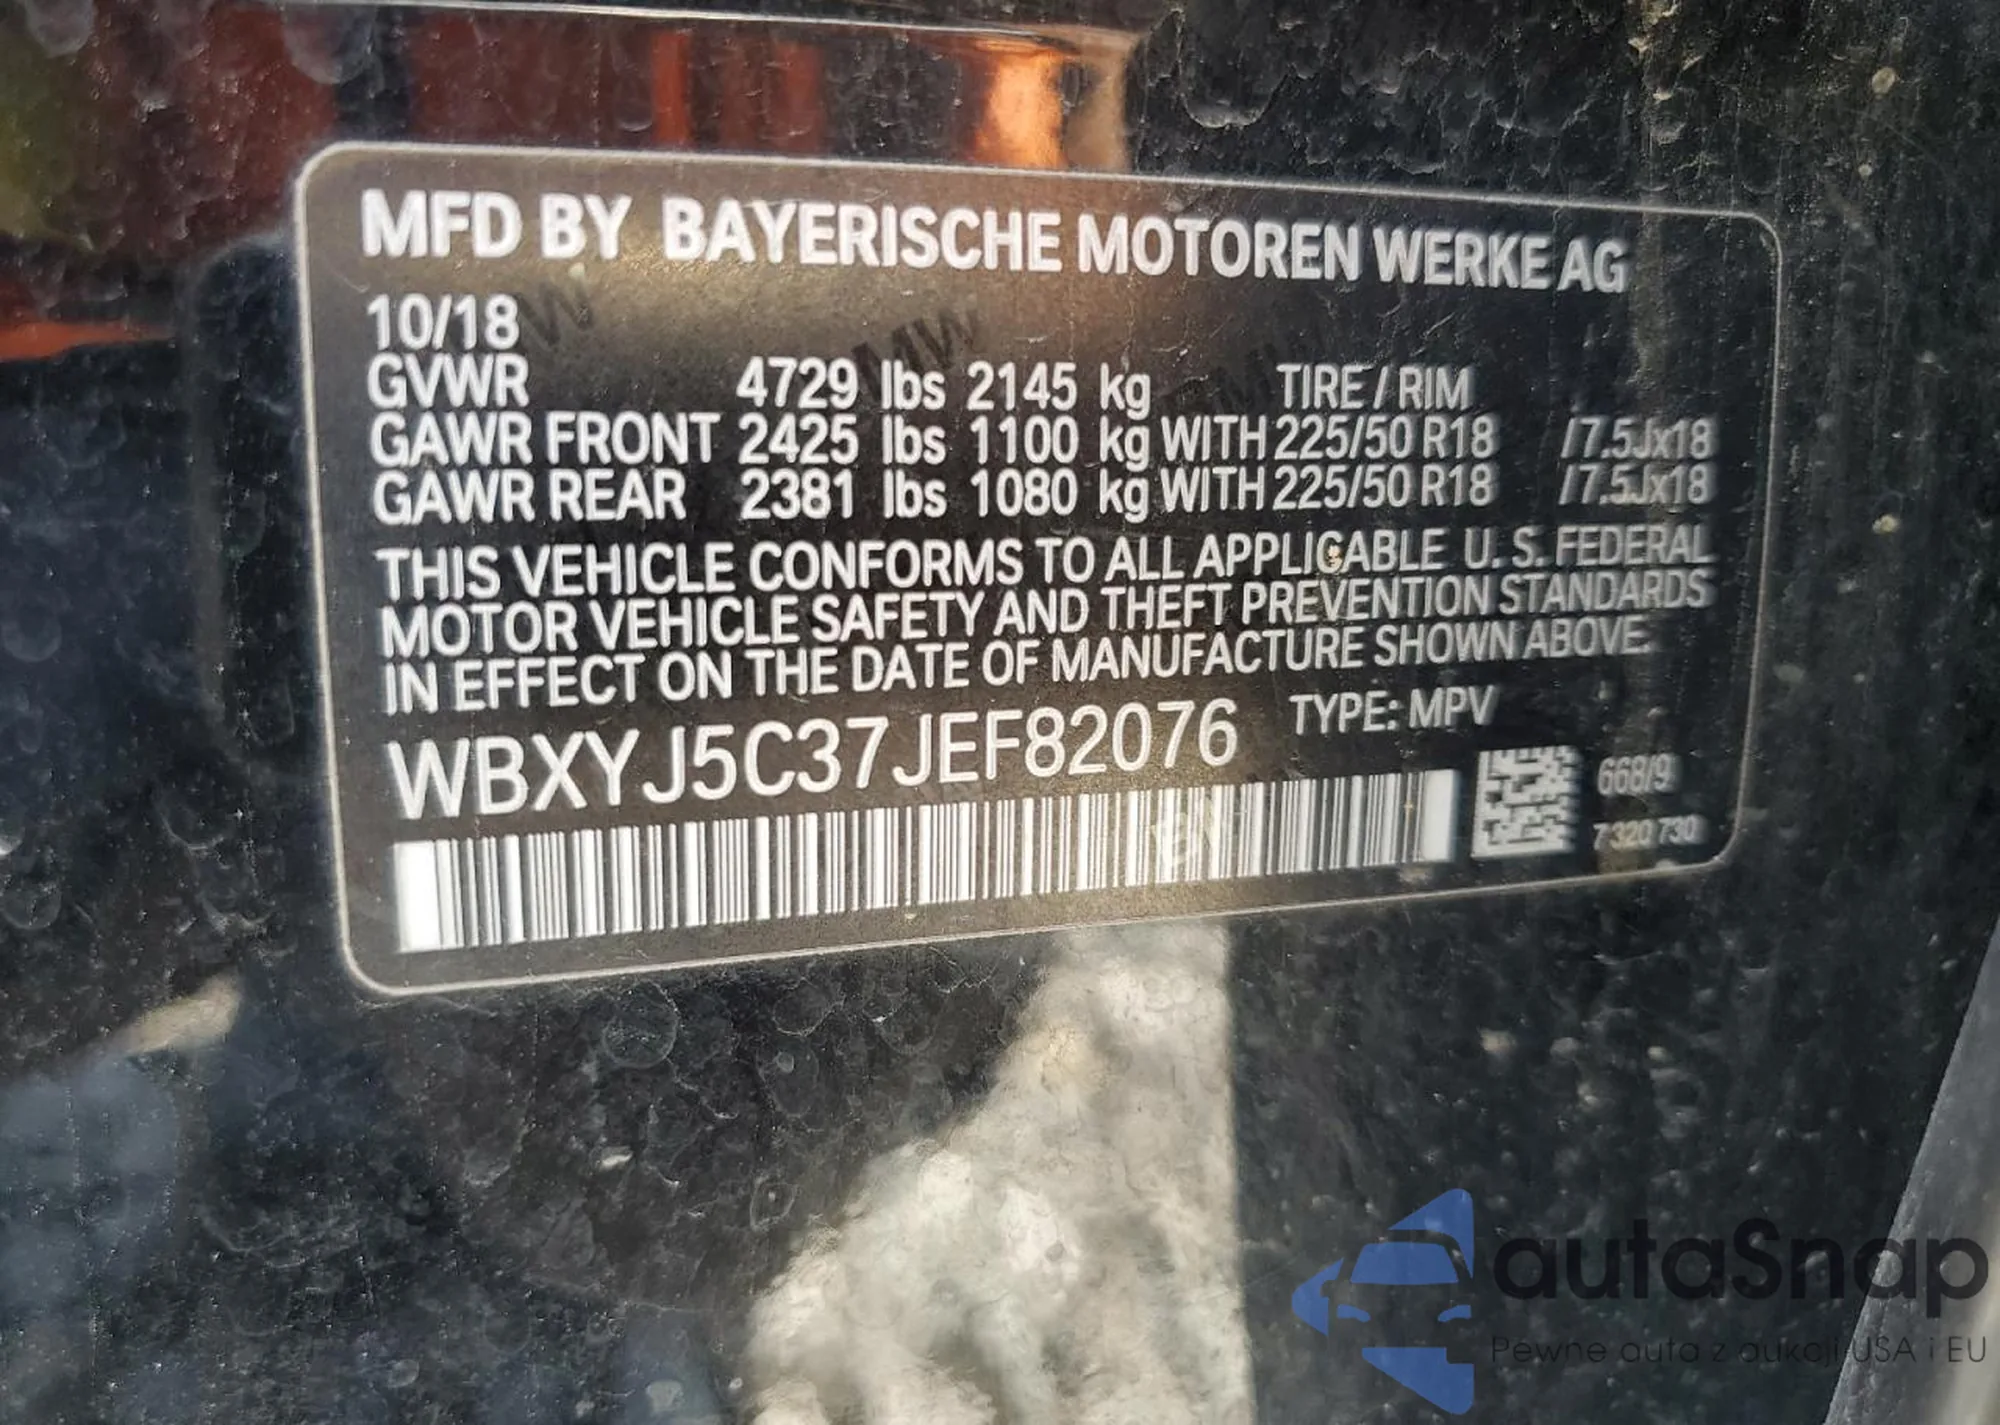 MFD BY BAYERISCHE MOTOREN WERKE AG
10/18
GVWR 4729 lbs 2145 kg TIRE / RIM
GAWR FRONT 2425 lbs 1100 kg WITH 225/50 R18 /7.5Jx18
GAWR REAR 2381 lbs 1080 kg WITH 225/50 R18 /7.5Jx18
THIS VEHICLE CONFORMS TO ALL APPLICABLE U. S. FEDERAL
MOTOR VEHICLE SAFETY AND THEFT PREVENTION STANDARDS
IN EFFECT ON THE DATE OF MANUFACTURE SHOWN ABOVE.
WBXYJ5C37JEF82076 TYPE: MPV
668/9
7 320 730
autaSnap
Pewne auta z aukcji USA i EU